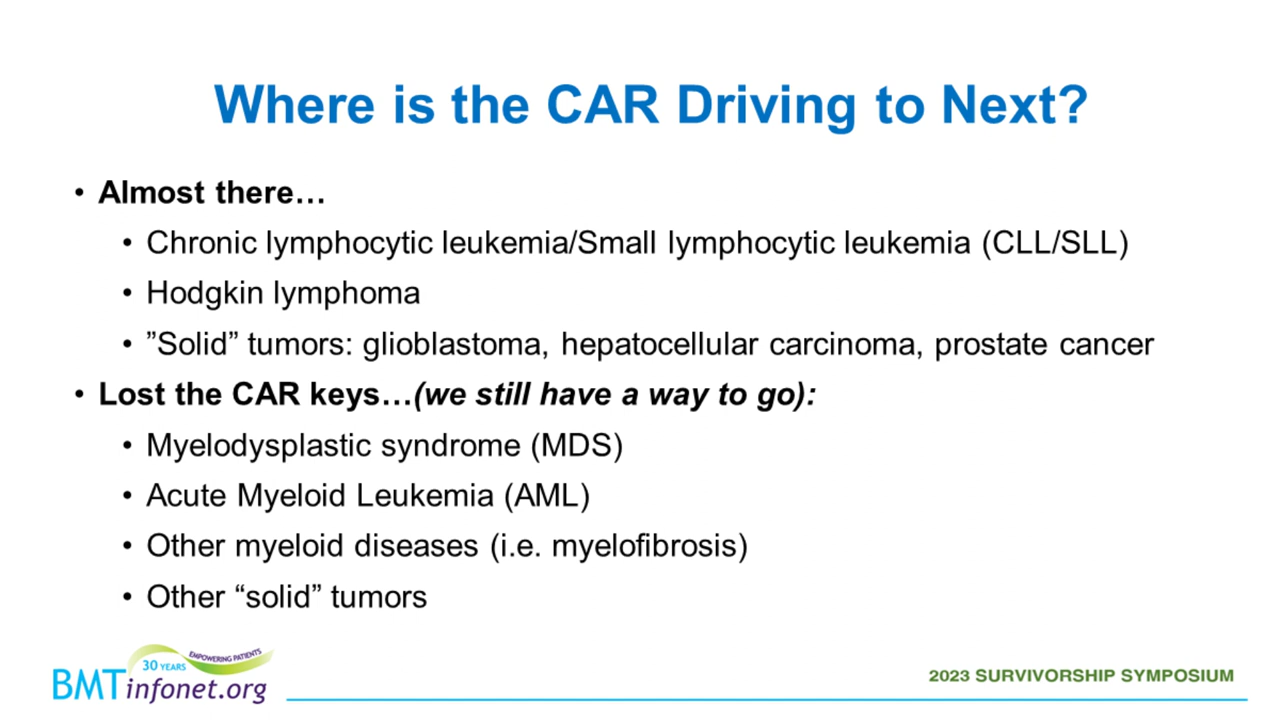 Where is the CAR Driving to Next?
• Almost there…
• Chronic lymphocytic leukemia/Small lymphocytic leukemia (CLL/SLL)
• Hodgkin lymphoma
• ”Solid” tumors: glioblastoma, hepatocellular carcinoma, prostate cancer
• Lost the CAR keys…(we still have a way to go):
• Myelodysplastic syndrome (MDS)
• Acute Myeloid Leukemia (AML)
• Other myeloid diseases (i.e. myelofibrosis)
• Other “solid” tumors
30 YEARS EMPOWERING PATIENTS
BMTinfonet.org
2023 SURVIVORSHIP SYMPOSIUM